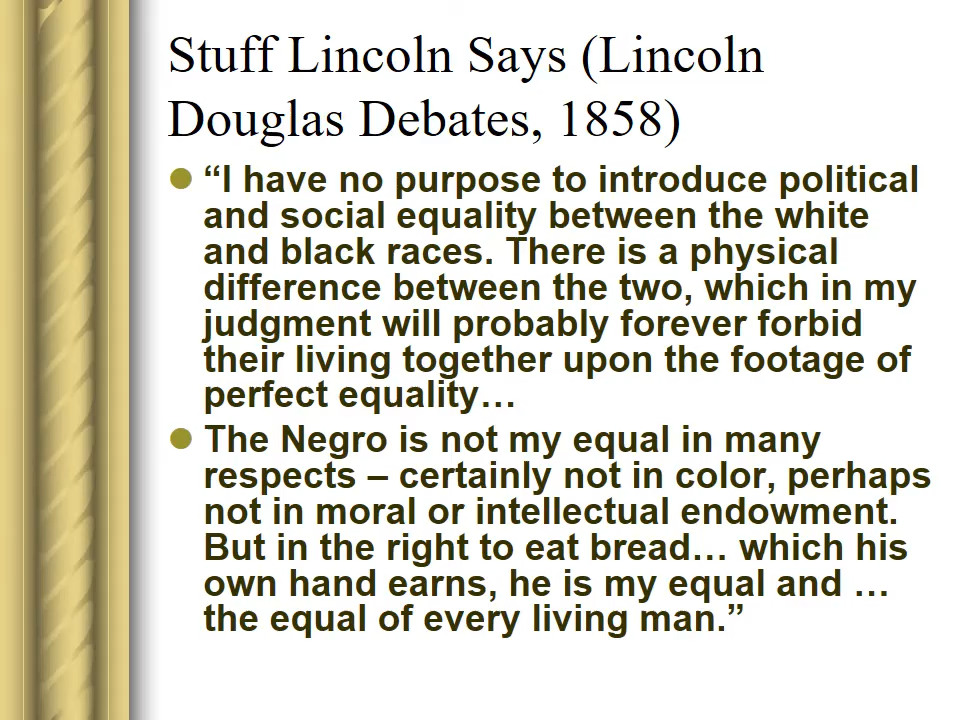 Stuff Lincoln Says (Lincoln
Douglas Debates, 1858)
“I have no purpose to introduce political
and social equality between the white
and black races. There is a physical
difference between the two, which in my
judgment will probably forever forbid
their living together upon the footage of
perfect equality…
The Negro is not my equal in many
respects – certainly not in color, perhaps
not in moral or intellectual endowment.
But in the right to eat bread… which his
own hand earns, he is my equal and …
the equal of every living man.”